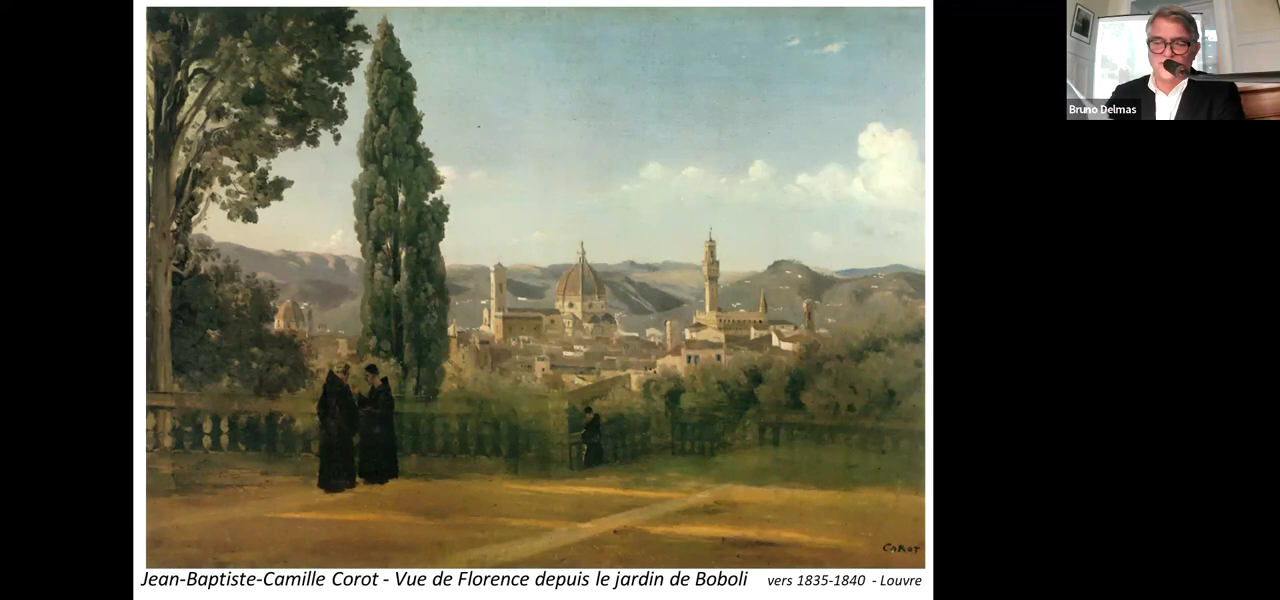 Bruno Delmas
COROT
Jean-Baptiste-Camille Corot - Vue de Florence depuis le jardin de Boboli vers 1835-1840 - Louvre